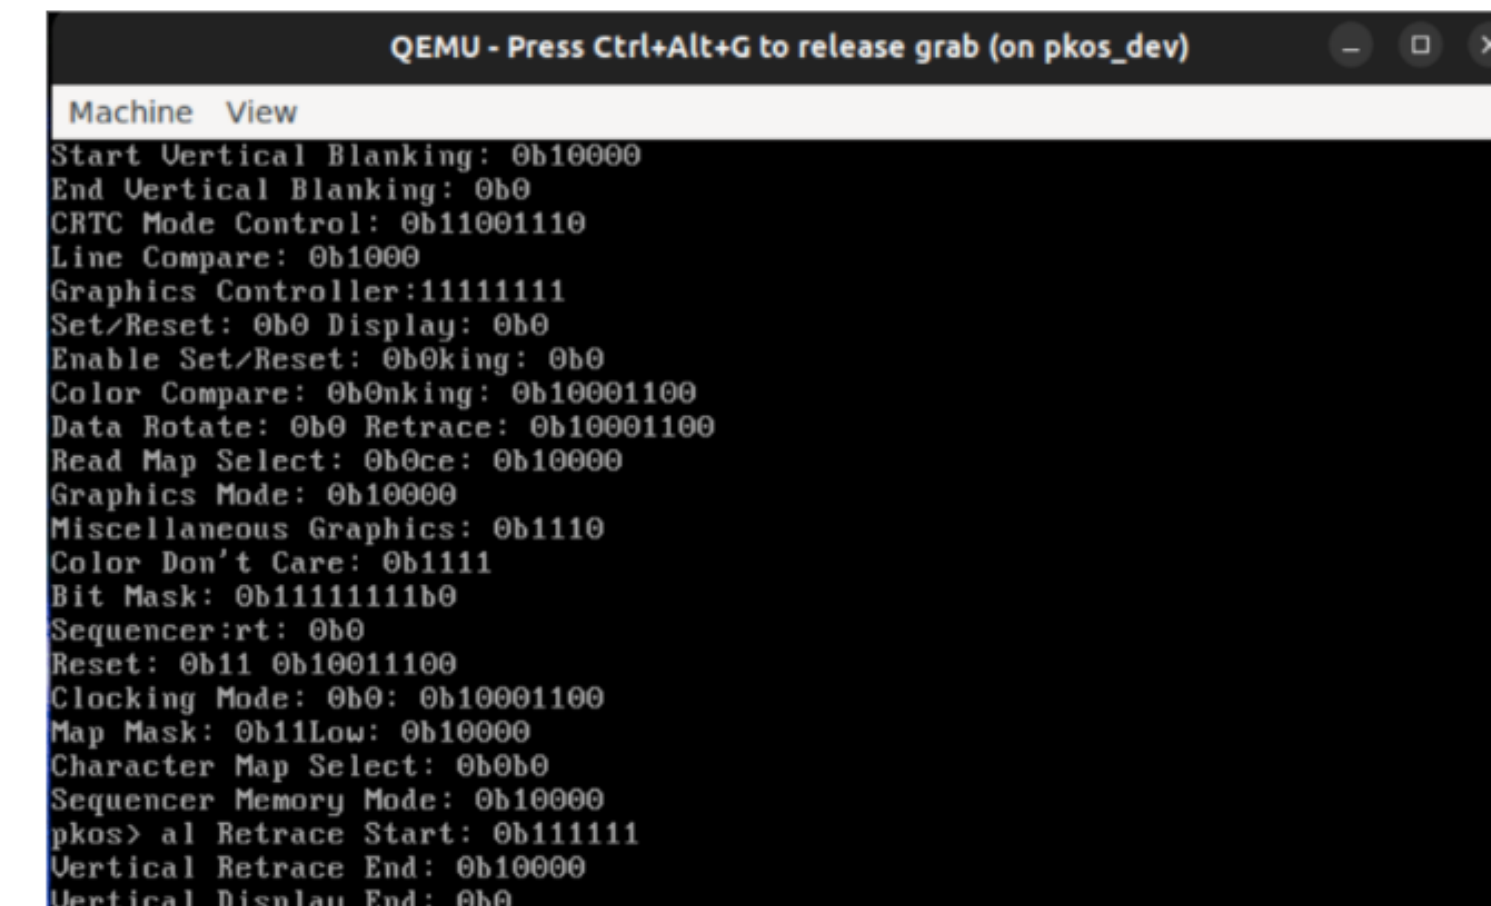 QEMU - Press Ctrl+Alt+G to release grab (on pkos_dev)
Machine View
Start Vertical Blanking: 0b10000
End Vertical Blanking: 0b0
CRTC Mode Control: 0b11001110
Line Compare: 0b1000
Graphics Controller:11111111
Set/Reset: 0b0 Display: 0b0
Enable Set/Reset: 0b0king: 0b0
Color Compare: 0b0nking: 0b10001100
Data Rotate: 0b0 Retrace: 0b10001100
Read Map Select: 0b0ce: 0b10000
Graphics Mode: 0b10000
Miscellaneous Graphics: 0b1110
Color Don't Care: 0b1111
Bit Mask: 0b11111111b0
Sequencer:rt: 0b0
Reset: 0b11 0b10011100
Clocking Mode: 0b0: 0b10001100
Map Mask: 0b11Low: 0b10000
Character Map Select: 0b0b0
Sequencer Memory Mode: 0b10000
pkos> al Retrace Start: 0b111111
Vertical Retrace End: 0b10000
Vertical Display End: 0b0